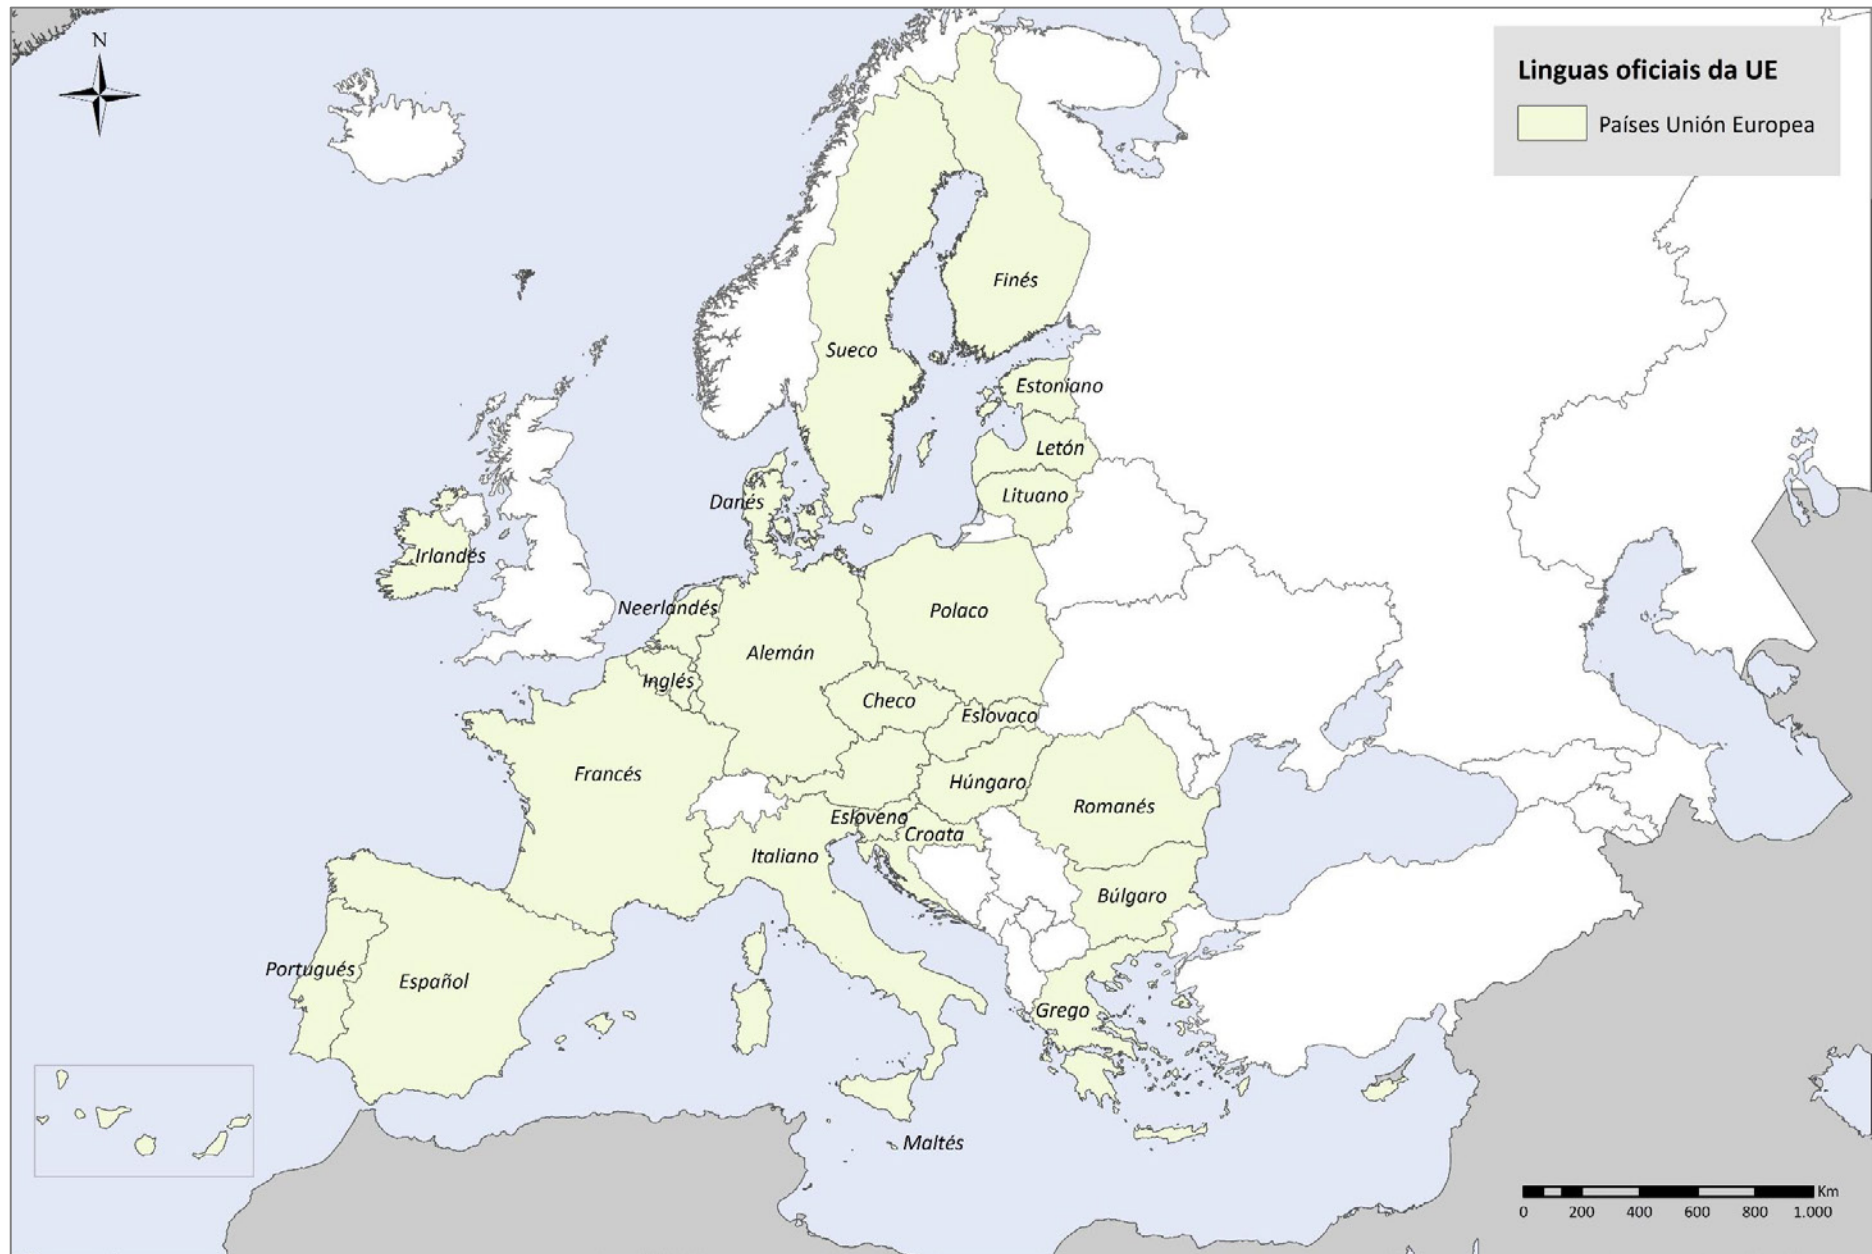 N
Linguas oficiais da UE
Países Unión Europea
Finés
Sueco
Estoniano
Letón
Lituano
Danés
Irlandés
Neerlandés
Polaco
Alemán
Inglés
Checo
Eslovaco
Francés
Húngaro
Romanés
Esloveno
Croata
Italiano
Búlgaro
Portugués
Español
Grego
Maltés
Km
0 200 400 600 800 1.000